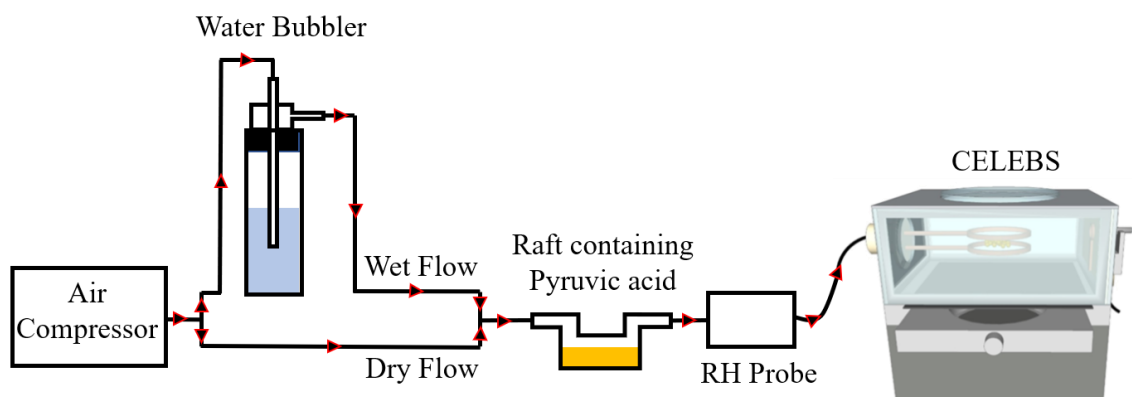 Water Bubbler
CELEBS
Raft containing
Pyruvic acid
Wet Flow
Air
Compressor
Dry Flow
RH Probe